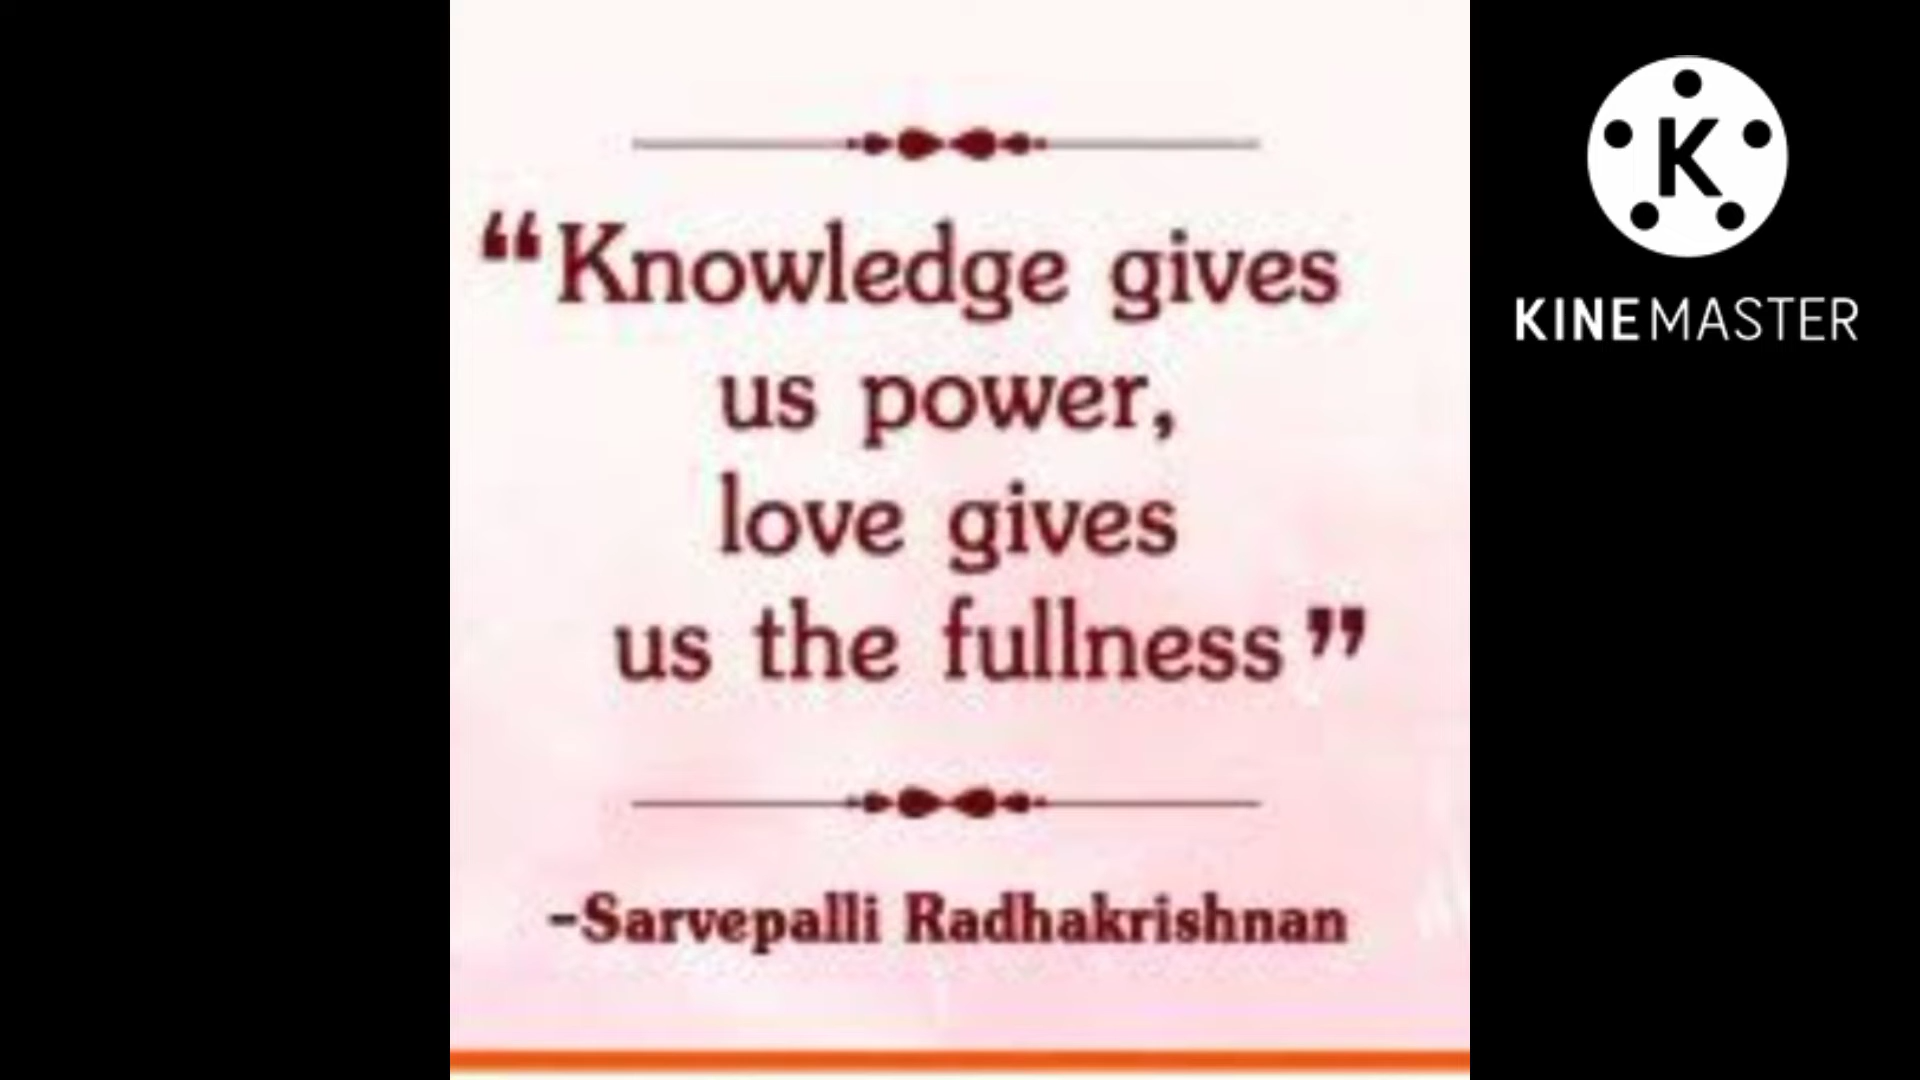 “Knowledge gives
us power,
love gives
us the fullness”
-Sarvepalli Radhakrishnan
K
KINEMASTER